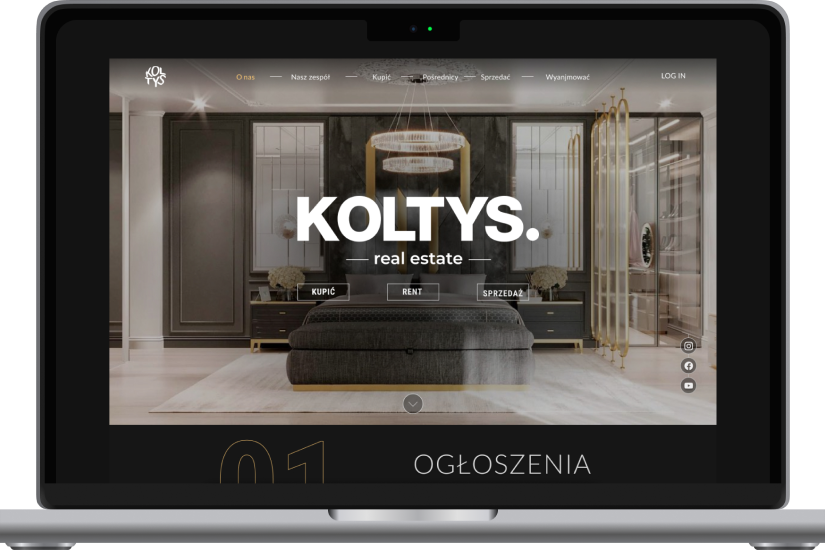 KOL
TYS
O nas — Nasz zespół — Kupić — Pośrednicy — Sprzedać — Wyanjmować
LOG IN
KOLTYS.
— real estate —
KUPIĆ
RENT
SPRZEDAŻ
01
OGŁOSZENIA